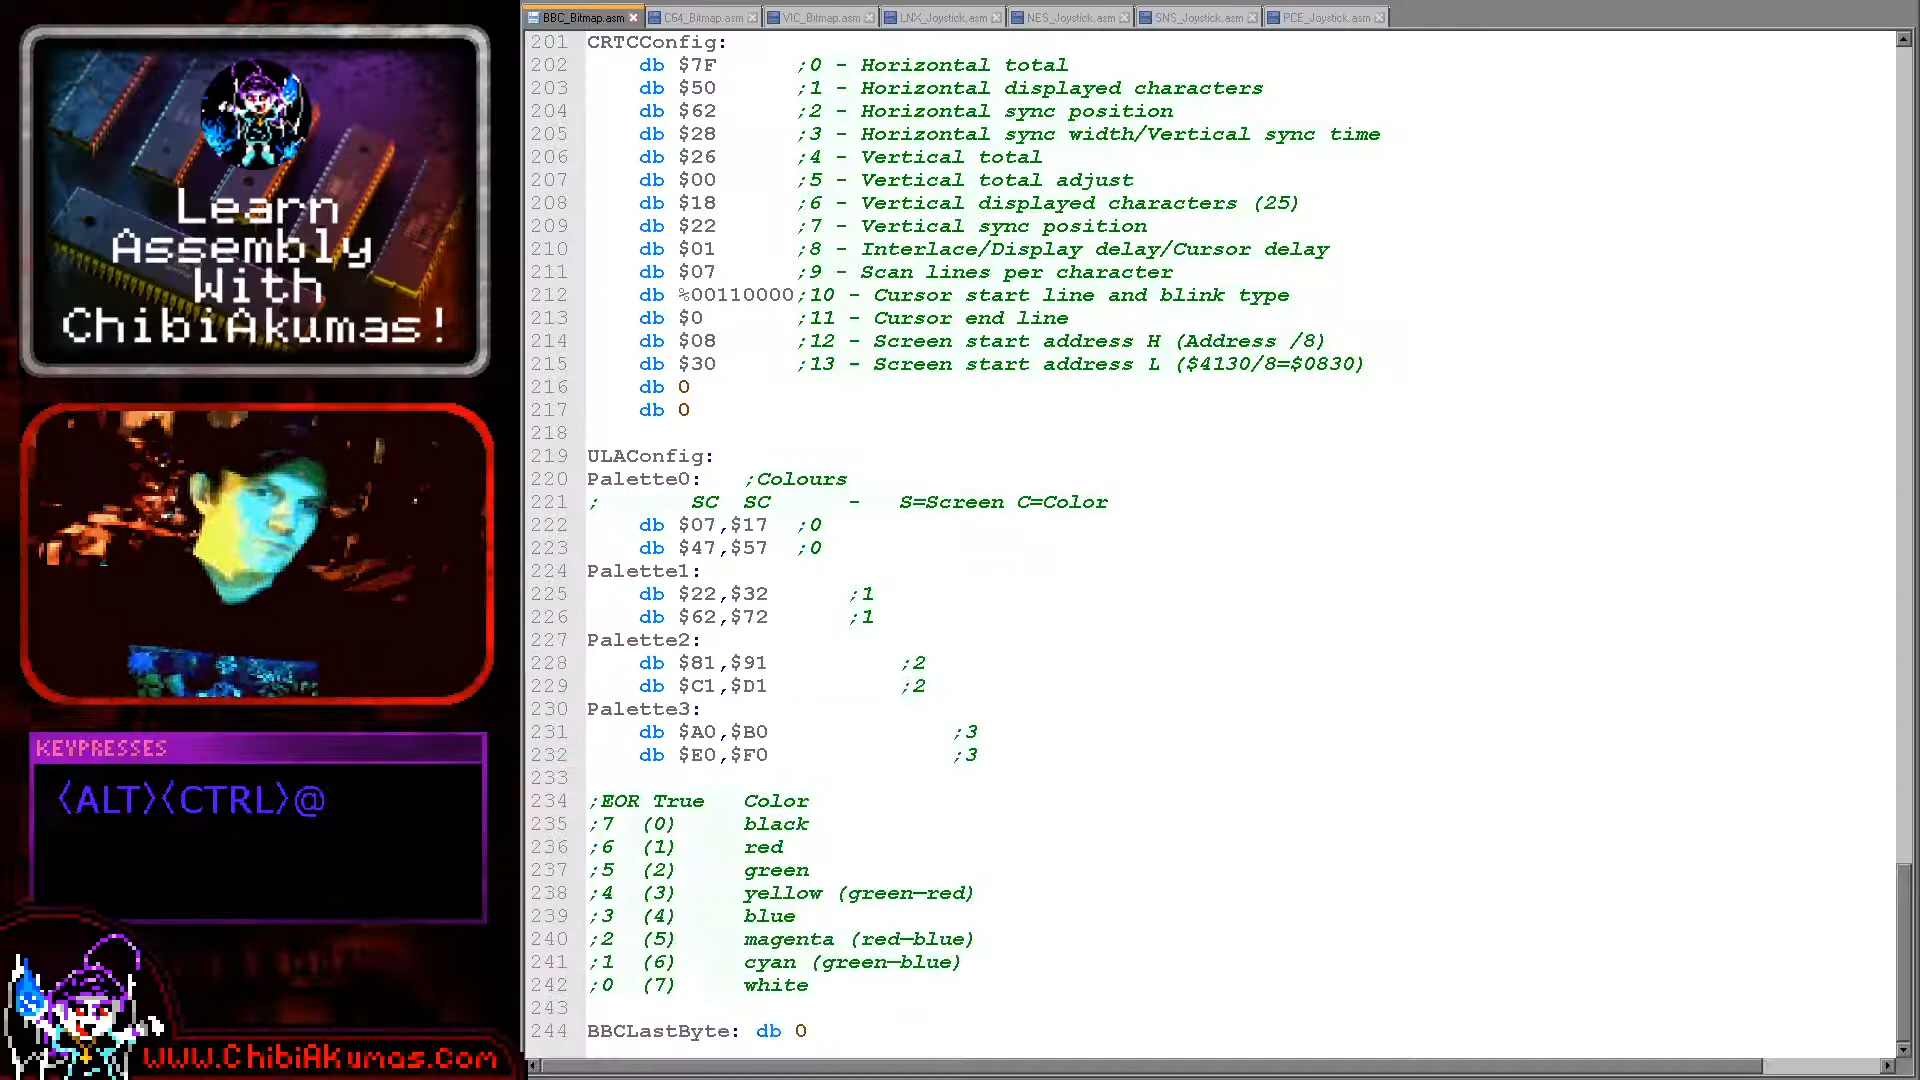 Learn
Assembly
With
ChibiAkumas!
KEYPRESSES
〈ALT〉〈CTRL〉@
www.ChibiAkumas.com
BBC_Bitmap.asm C64_Bitmap.asm VIC_Bitmap.asm LNX_Joystick.asm NES_Joystick.asm SNS_Joystick.asm PCE_Joystick.asm
201 CRTCConfig:
202 db $7F ;0 - Horizontal total
203 db $50 ;1 - Horizontal displayed characters
204 db $62 ;2 - Horizontal sync position
205 db $28 ;3 - Horizontal sync width/Vertical sync time
206 db $26 ;4 - Vertical total
207 db $00 ;5 - Vertical total adjust
208 db $18 ;6 - Vertical displayed characters (25)
209 db $22 ;7 - Vertical sync position
210 db $01 ;8 - Interlace/Display delay/Cursor delay
211 db $07 ;9 - Scan lines per character
212 db %00110000;10 - Cursor start line and blink type
213 db $0 ;11 - Cursor end line
214 db $08 ;12 - Screen start address H (Address /8)
215 db $30 ;13 - Screen start address L ($4130/8=$0830)
216 db 0
217 db 0
218
219 ULAConfig:
220 Palette0: ;Colours
221 ; SC SC - S=Screen C=Color
222 db $07,$17 ;0
223 db $47,$57 ;0
224 Palette1:
225 db $22,$32 ;1
226 db $62,$72 ;1
227 Palette2:
228 db $81,$91 ;2
229 db $C1,$D1 ;2
230 Palette3:
231 db $A0,$B0 ;3
232 db $E0,$F0 ;3
233
234 ;EOR True Color
235 ;7 (0) black
236 ;6 (1) red
237 ;5 (2) green
238 ;4 (3) yellow (green—red)
239 ;3 (4) blue
240 ;2 (5) magenta (red—blue)
241 ;1 (6) cyan (green—blue)
242 ;0 (7) white
243
244 BBCLastByte: db 0